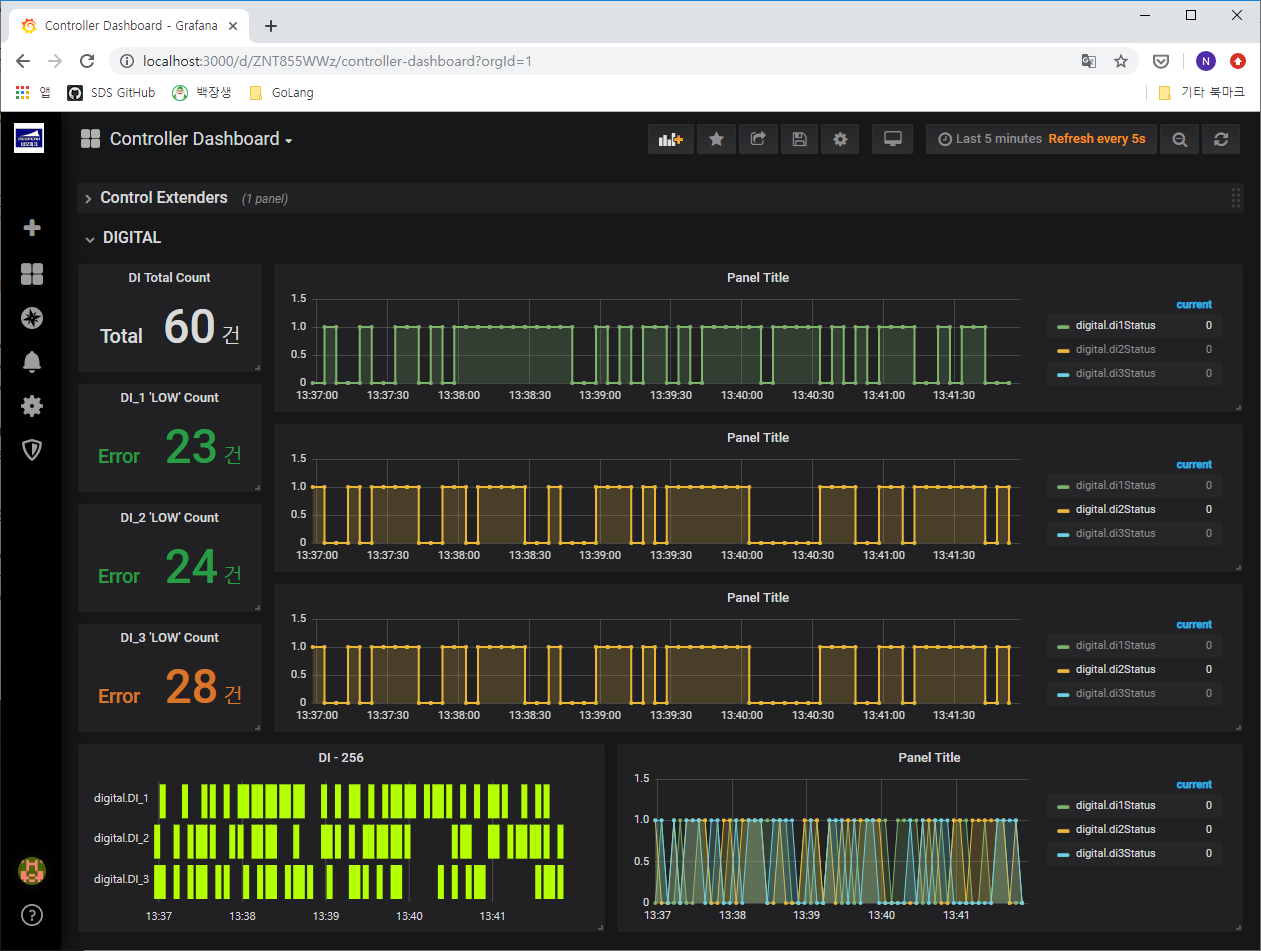 Controller Dashboard - Grafana
localhost:3000/d/ZNT855WWz/controller-dashboard?orgId=1
N
앱 SDS GitHub 백장생 GoLang 기타 북마크
Controller Dashboard
Last 5 minutes Refresh every 5s
Control Extenders (1 panel)
DIGITAL
DI Total Count
Total 60 건
Panel Title
1.5
1.0
0.5
0
13:37:00 13:37:30 13:38:00 13:38:30 13:39:00 13:39:30 13:40:00 13:40:30 13:41:00 13:41:30
current
digital.di1Status 0
digital.di2Status 0
digital.di3Status 0
DI_1 'LOW' Count
Error 23 건
Panel Title
1.5
1.0
0.5
0
13:37:00 13:37:30 13:38:00 13:38:30 13:39:00 13:39:30 13:40:00 13:40:30 13:41:00 13:41:30
current
digital.di1Status 0
digital.di2Status 0
digital.di3Status 0
DI_2 'LOW' Count
Error 24 건
Panel Title
1.5
1.0
0.5
0
13:37:00 13:37:30 13:38:00 13:38:30 13:39:00 13:39:30 13:40:00 13:40:30 13:41:00 13:41:30
current
digital.di1Status 0
digital.di2Status 0
digital.di3Status 0
DI_3 'LOW' Count
Error 28 건
DI - 256
digital.DI_1
digital.DI_2
digital.DI_3
13:37 13:38 13:39 13:40 13:41
Panel Title
1.5
1.0
0.5
0
13:37 13:38 13:39 13:40 13:41
current
digital.di1Status 0
digital.di2Status 0
digital.di3Status 0